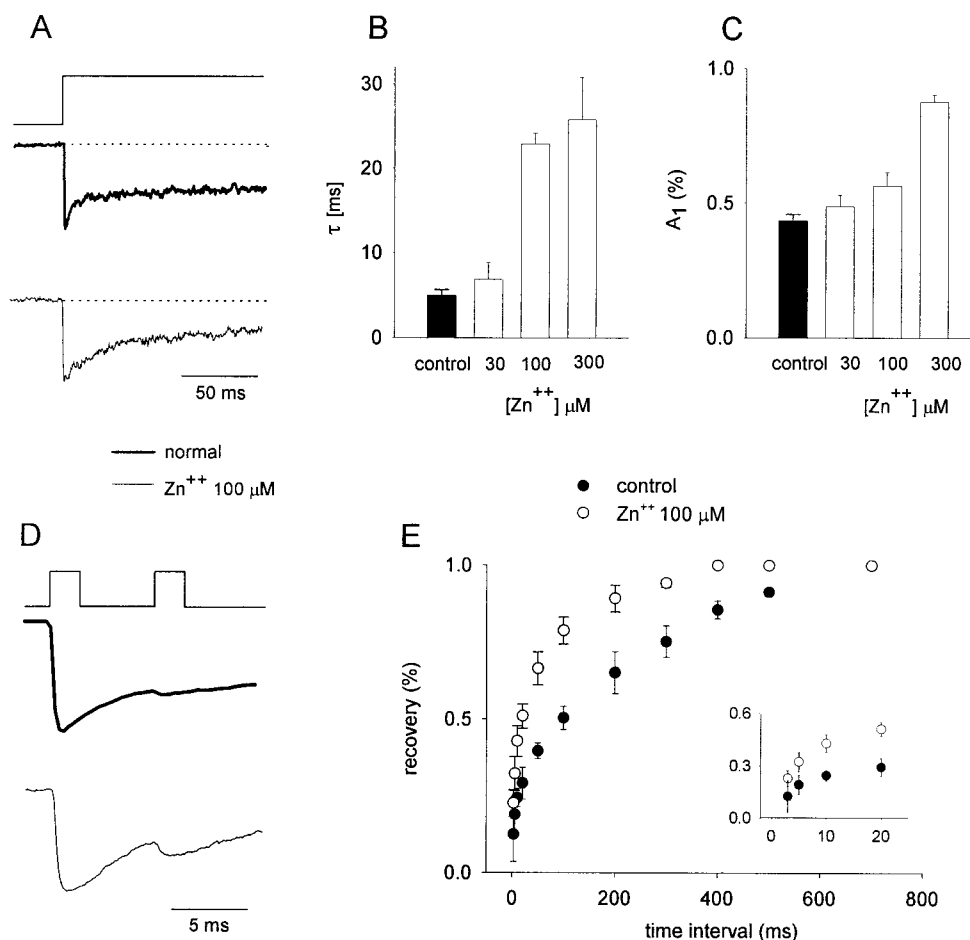 A
50 ms
normal
Zn++ 100 μM
B
30
20
10
0
τ [ms]
control 30 100 300
[Zn++] μM
C
1.0
0.5
0.0
A1 (%)
control 30 100 300
[Zn++] μM
D
5 ms
control
Zn++ 100 μM
E
1.0
0.5
0.0
recovery (%)
0 200 400 600 800
time interval (ms)
0.6
0.3
0.0
0 10 20